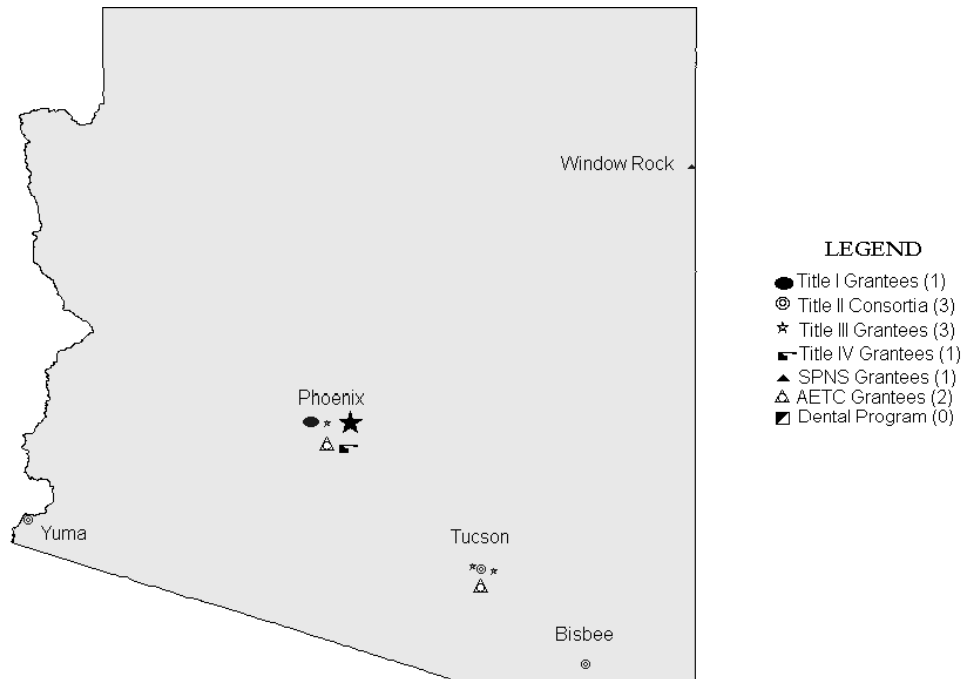 Window Rock
LEGEND
Title I Grantees (1)
Title II Consortia (3)
Title III Grantees (3)
Title IV Grantees (1)
SPNS Grantees (1)
AETC Grantees (2)
Dental Program (0)
Phoenix
Yuma
Tucson
Bisbee